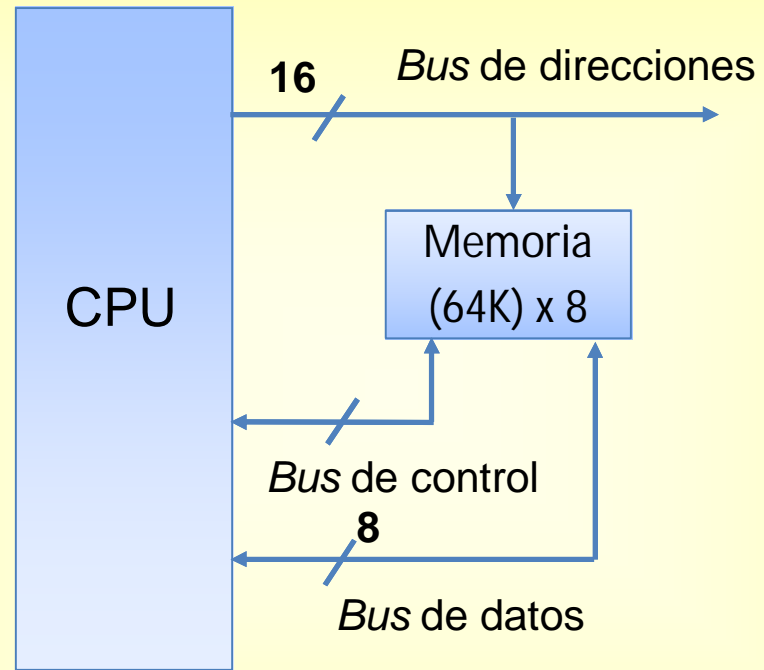 16
Bus de direcciones
CPU
Memoria
(64K) x 8
Bus de control
8
Bus de datos